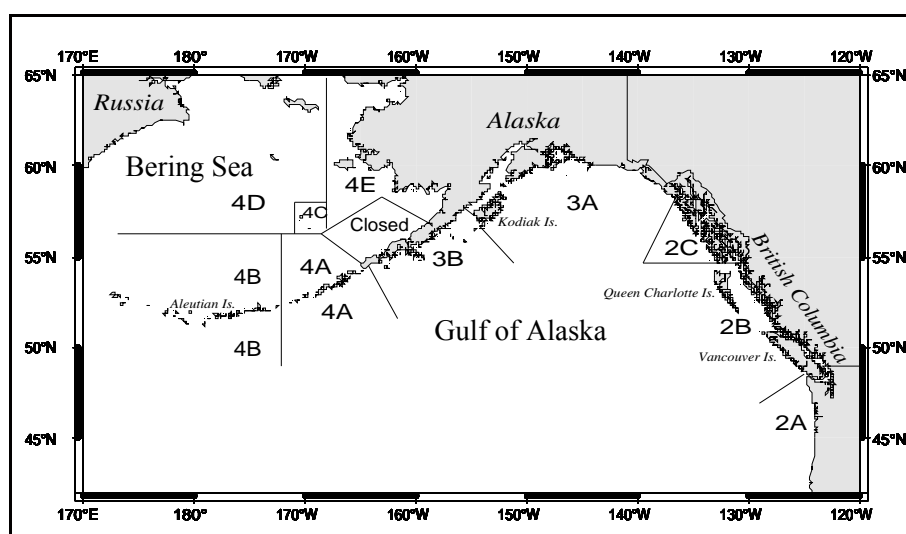 170°E 180°N 170°W 160°W 150°W 140°W 130°W 120°W
65°N 65°N
Russia
Alaska
60°N 60°N
Bering Sea
4E
4D
4C
3A
Closed
Kodiak Is.
2C
British Columbia
3B
55°N 55°N
4B
4A
Queen Charlotte Is.
Aleutian Is.
4A
2B
Gulf of Alaska
50°N 50°N
4B
Vancouver Is.
2A
45°N 45°N
170°E 180°N 170°W 160°W 150°W 140°W 130°W 120°W